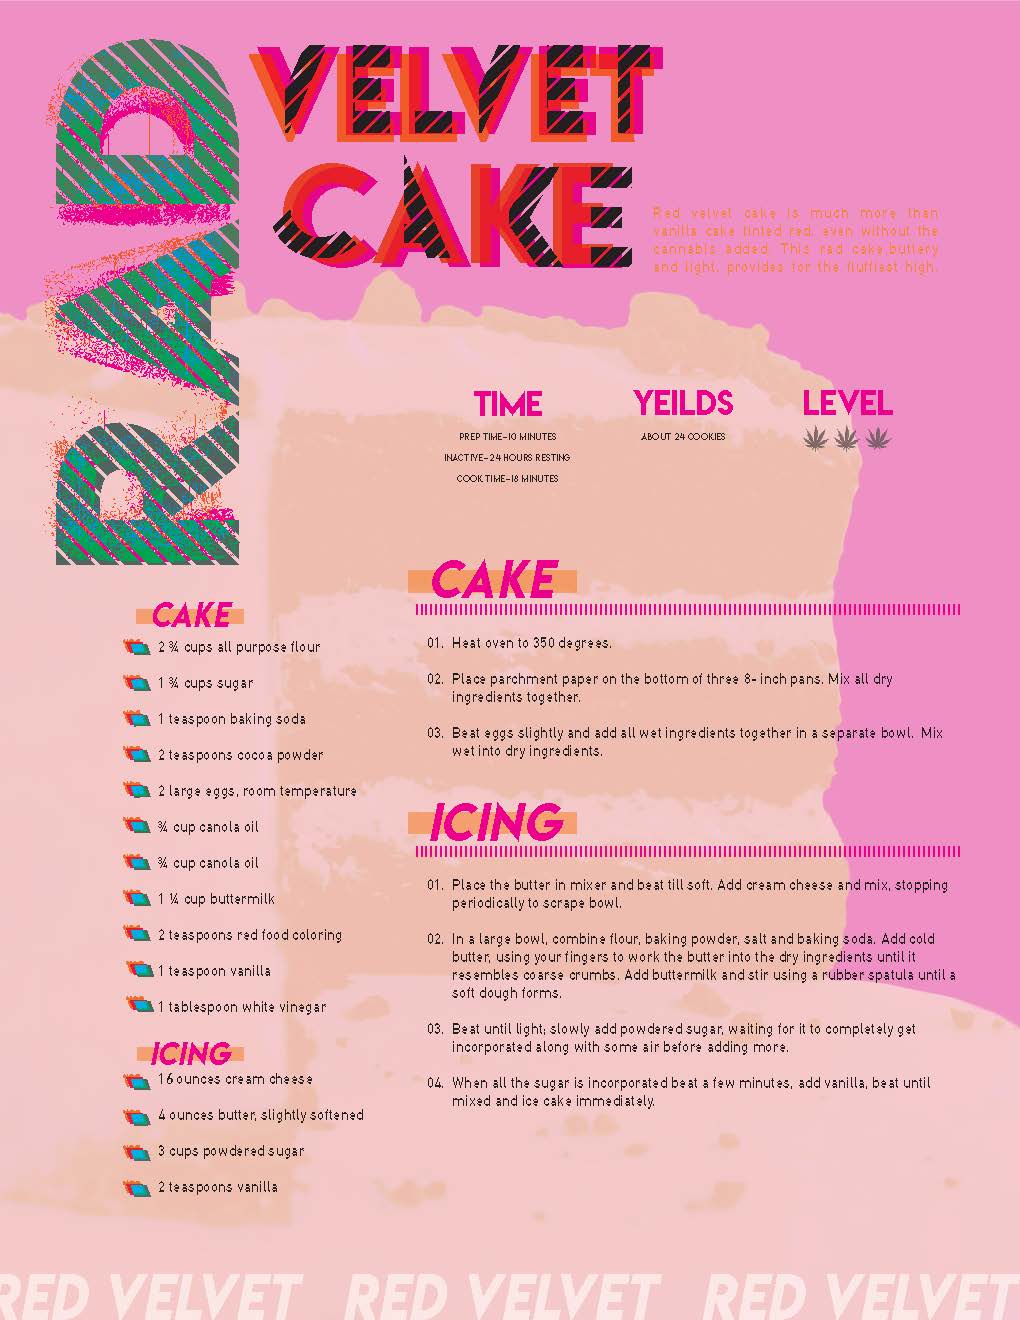 RAD
VELVET
CAKE
Red velvet cake is much more than
vanilla cake tinted red, even without the
cannabis added. This rad cake,buttery
and light, provides for the fluffiest high.
TIME
PREP TIME-10 MINUTES
INACTIVE-24 HOURS RESTING
COOK TIME-18 MINUTES
YEILDS
ABOUT 24 COOKIES
LEVEL
CAKE
2 ¾ cups all purpose flour
1 ¾ cups sugar
1 teaspoon baking soda
2 teaspoons cocoa powder
2 large eggs, room temperature
¾ cup canola oil
¾ cup canola oil
1 ¼ cup buttermilk
2 teaspoons red food coloring
1 teaspoon vanilla
1 tablespoon white vinegar
ICING
16 ounces cream cheese
4 ounces butter, slightly softened
3 cups powdered sugar
2 teaspoons vanilla
CAKE
01. Heat oven to 350 degrees.
02. Place parchment paper on the bottom of three 8- inch pans. Mix all dry
ingredients together.
03. Beat eggs slightly and add all wet ingredients together in a separate bowl. Mix
wet into dry ingredients.
ICING
01. Place the butter in mixer and beat till soft. Add cream cheese and mix, stopping
periodically to scrape bowl.
02. In a large bowl, combine flour, baking powder, salt and baking soda. Add cold
butter, using your fingers to work the butter into the dry ingredients until it
resembles coarse crumbs. Add buttermilk and stir using a rubber spatula until a
soft dough forms.
03. Beat until light; slowly add powdered sugar, waiting for it to completely get
incorporated along with some air before adding more.
04. When all the sugar is incorporated beat a few minutes, add vanilla, beat until
mixed and ice cake immediately.
RED VELVET RED VELVET RED VELVET